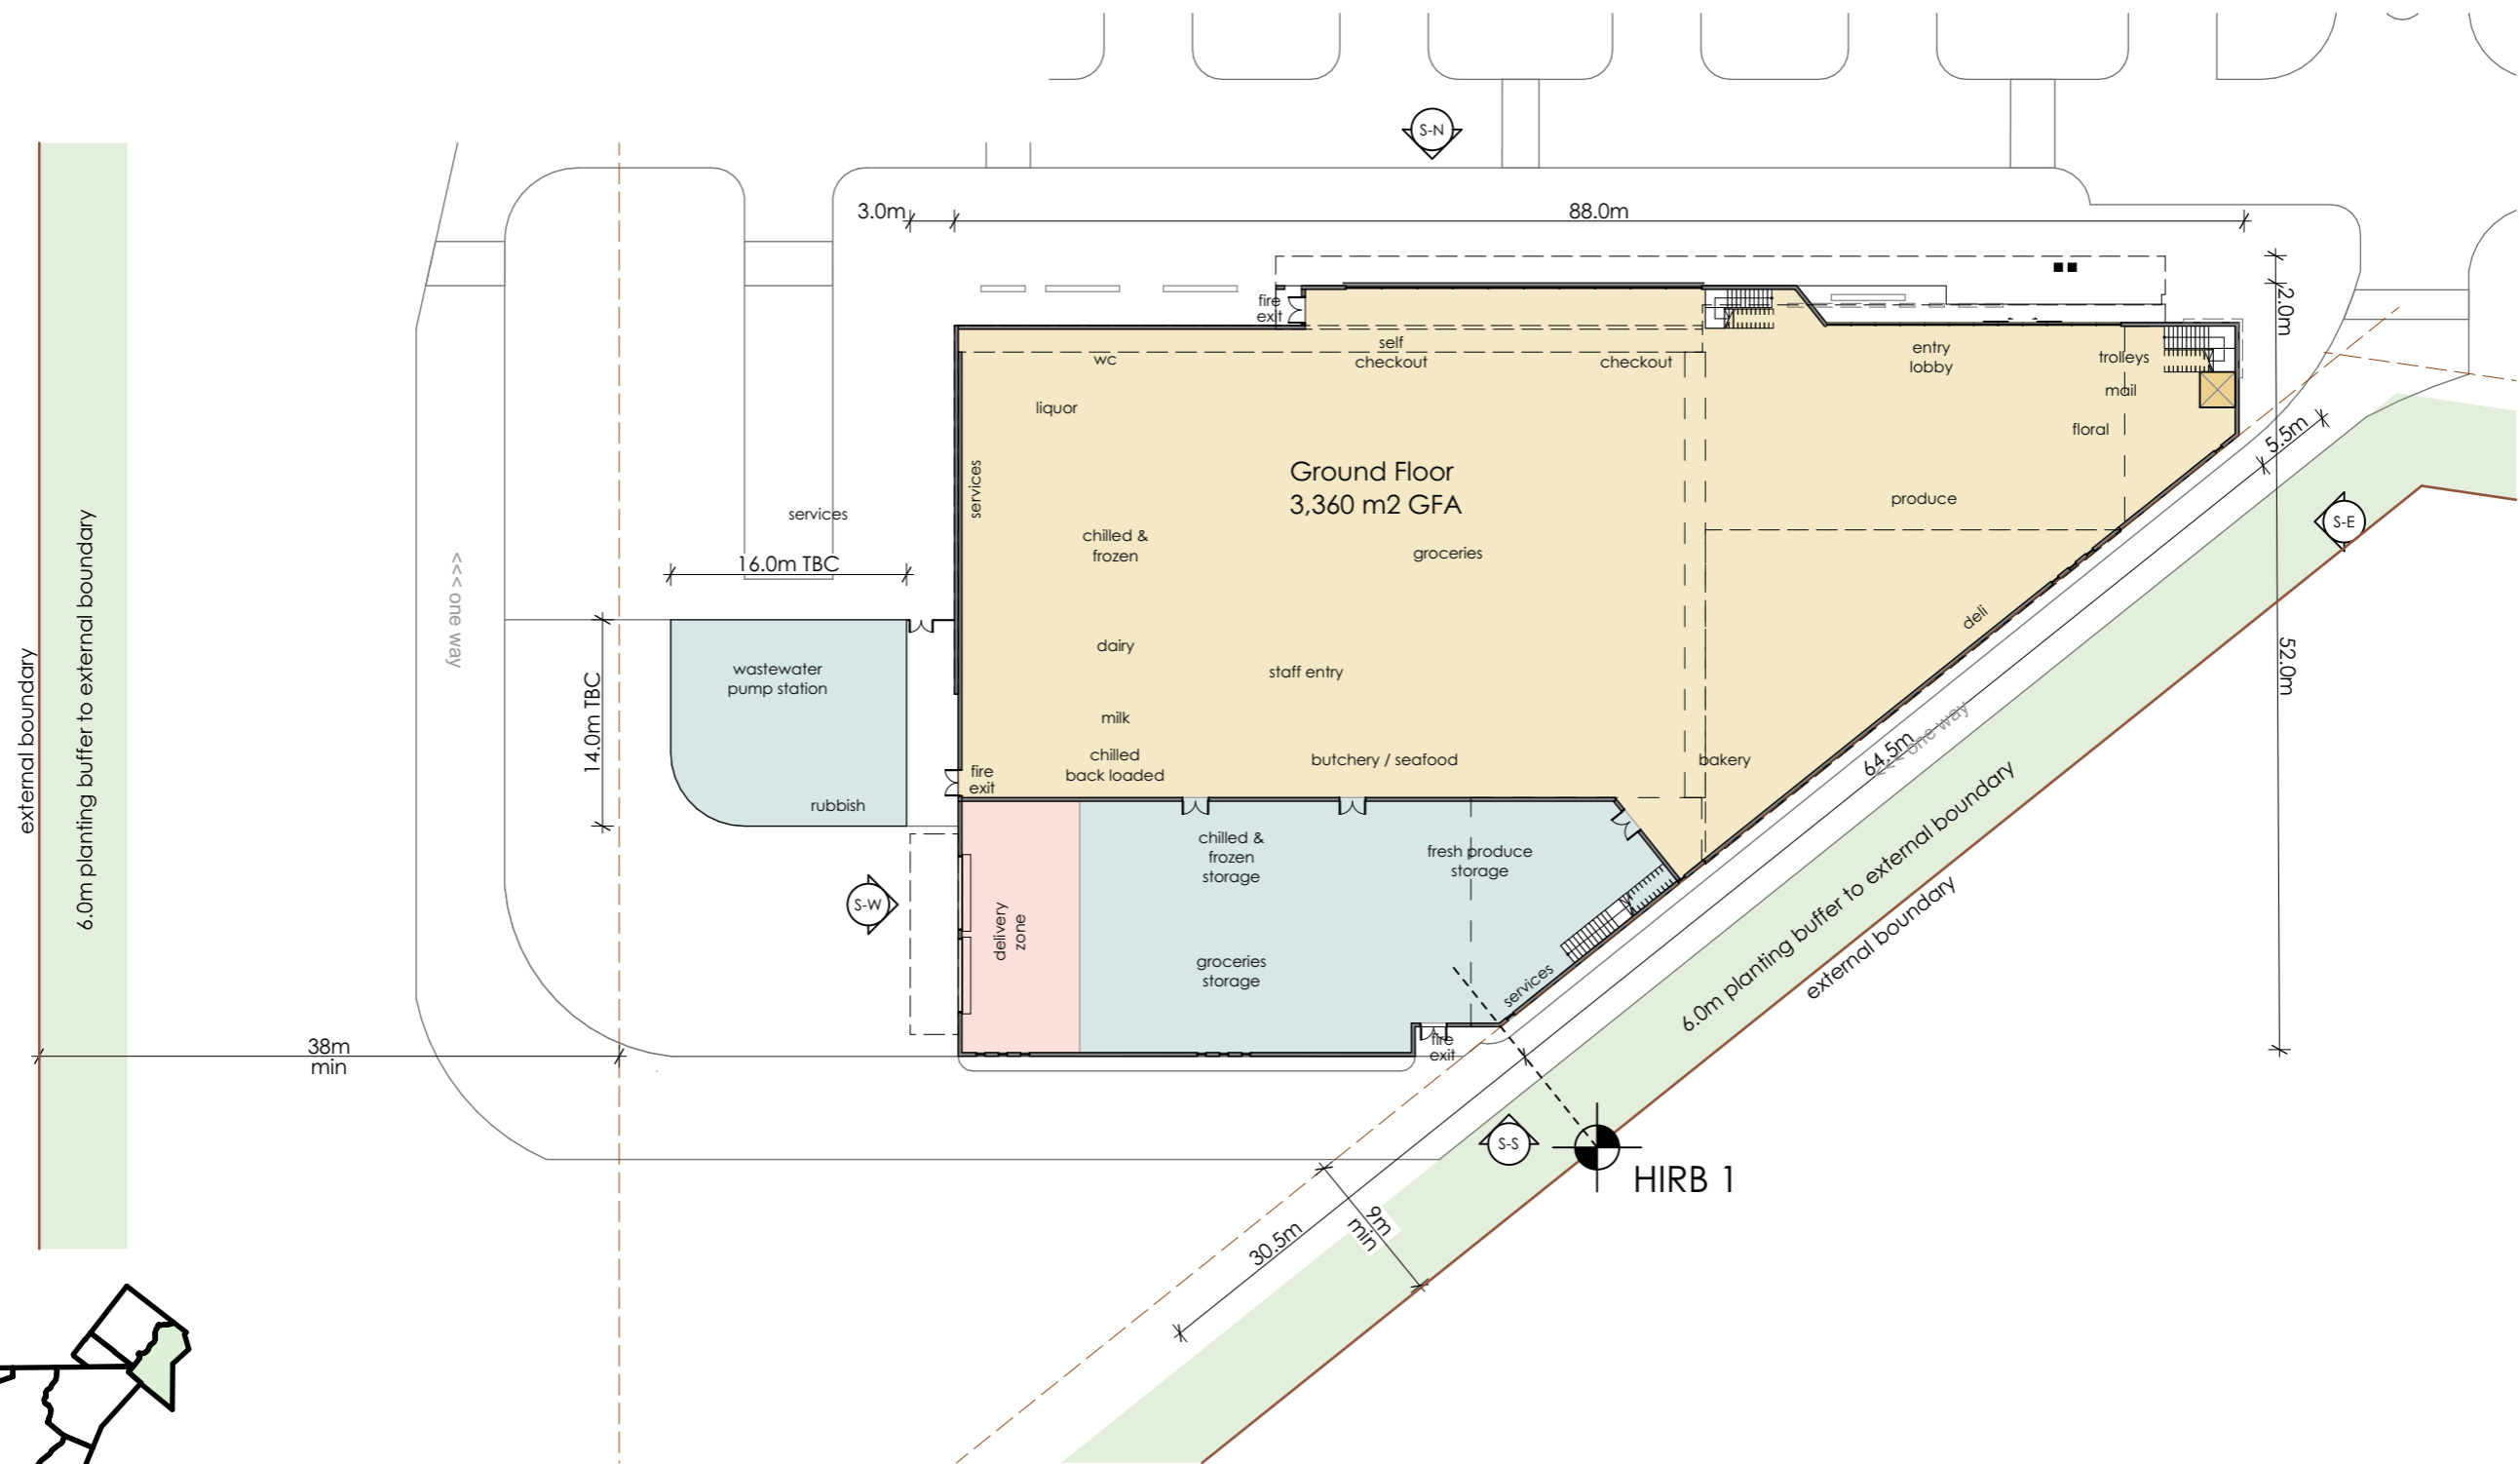 S-N
3.0m
88.0m
fire
exit
2.0m
self
checkout
wc
checkout
entry
lobby
trolleys
mail
liquor
floral
5.5m
Ground Floor
3,360 m2 GFA
services
services
produce
S-E
chilled &
frozen
groceries
16.0m TBC
<<< one way
6.0m planting buffer to external boundary
external boundary
deli
dairy
staff entry
52.0m
wastewater
pump station
14.0m TBC
milk
chilled
back loaded
butchery / seafood
bakery
64.5m
<<< one way
fire
exit
rubbish
chilled &
frozen
storage
fresh produce
storage
6.0m planting buffer to external boundary
external boundary
S-W
delivery
zone
groceries
storage
services
fire
exit
38m
min
S-S
HIRB 1
9m
min
30.5m